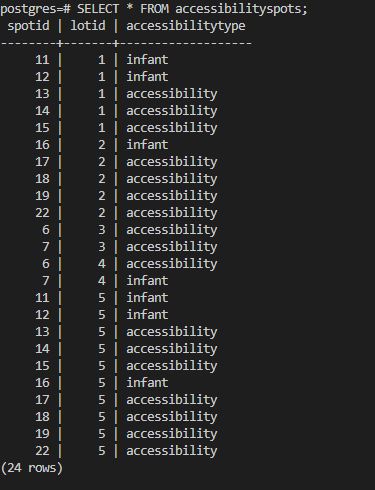 postgres=# SELECT * FROM accessibilityspots;
 spotid | lotid | accessibilitytype
--------+-------+-------------------
     11 |     1 | infant
     12 |     1 | infant
     13 |     1 | accessibility
     14 |     1 | accessibility
     15 |     1 | accessibility
     16 |     2 | infant
     17 |     2 | accessibility
     18 |     2 | accessibility
     19 |     2 | accessibility
     22 |     2 | accessibility
      6 |     3 | accessibility
      7 |     3 | accessibility
      6 |     4 | accessibility
      7 |     4 | infant
     11 |     5 | infant
     12 |     5 | infant
     13 |     5 | accessibility
     14 |     5 | accessibility
     15 |     5 | accessibility
     16 |     5 | infant
     17 |     5 | accessibility
     18 |     5 | accessibility
     19 |     5 | accessibility
     22 |     5 | accessibility
(24 rows)